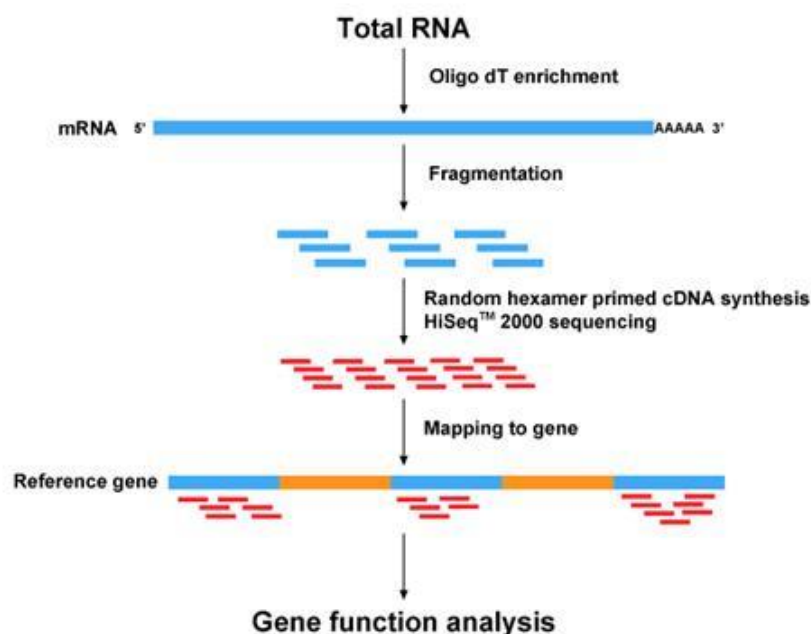 Total RNA
Oligo dT enrichment
mRNA 5' AAAAA 3'
Fragmentation
Random hexamer primed cDNA synthesis
HiSeq™ 2000 sequencing
Mapping to gene
Reference gene
Gene function analysis